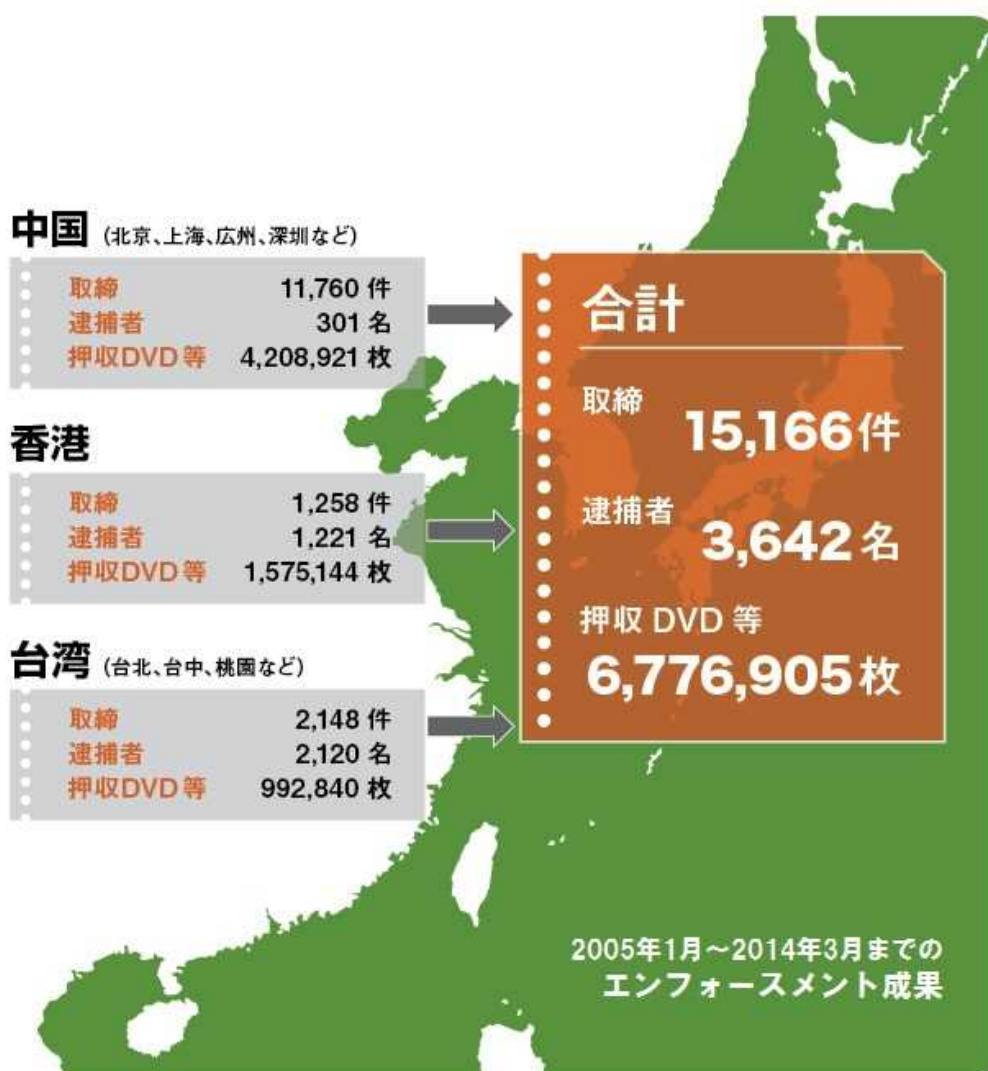 中国 (北京、上海、広州、深圳など)
取締 11,760 件
逮捕者 301 名
押収DVD等 4,208,921 枚
香港
取締 1,258 件
逮捕者 1,221 名
押収DVD等 1,575,144 枚
台湾 (台北、台中、桃園など)
取締 2,148 件
逮捕者 2,120 名
押収DVD等 992,840 枚
合計
取締
15,166件
逮捕者
3,642名
押収 DVD 等
6,776,905枚
2005年1月～2014年3月までの
エンフォースメント成果